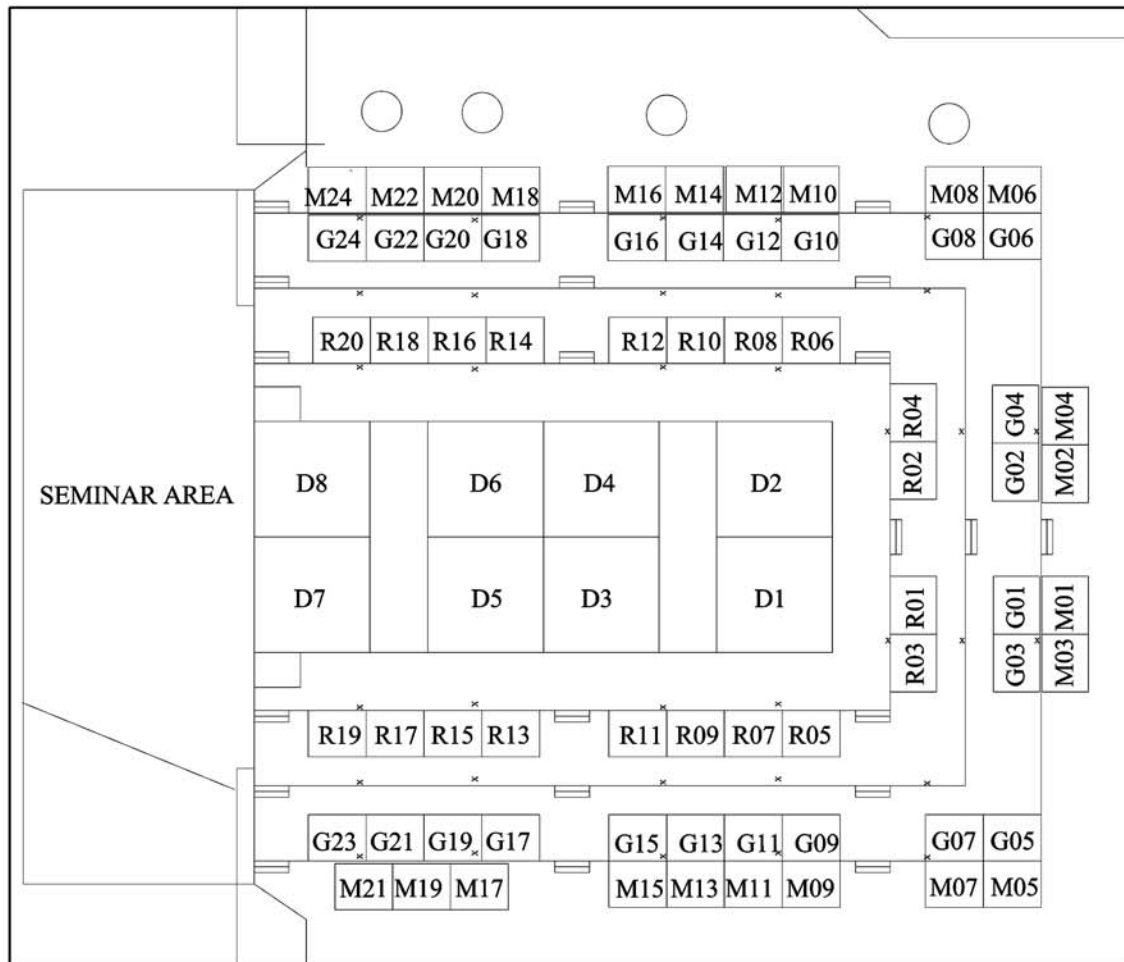 M24 M22 M20 M18 M16 M14 M12 M10 M08 M06
G24 G22 G20 G18 G16 G14 G12 G10 G08 G06
R20 R18 R16 R14 R12 R10 R08 R06
R04 G04 M04
R02 G02 M02
D8 D6 D4 D2
SEMINAR AREA
D7 D5 D3 D1
R01 G01 M01
R03 G03 M03
R19 R17 R15 R13 R11 R09 R07 R05
G23 G21 G19 G17 G15 G13 G11 G09 G07 G05
M21 M19 M17 M15 M13 M11 M09 M07 M05